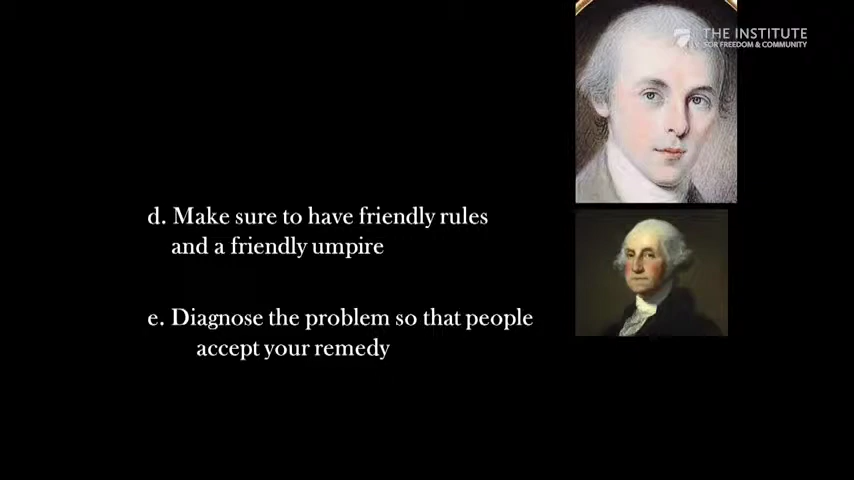 THE INSTITUTE
FOR FREEDOM & COMMUNITY
d. Make sure to have friendly rules
and a friendly umpire
e. Diagnose the problem so that people
accept your remedy